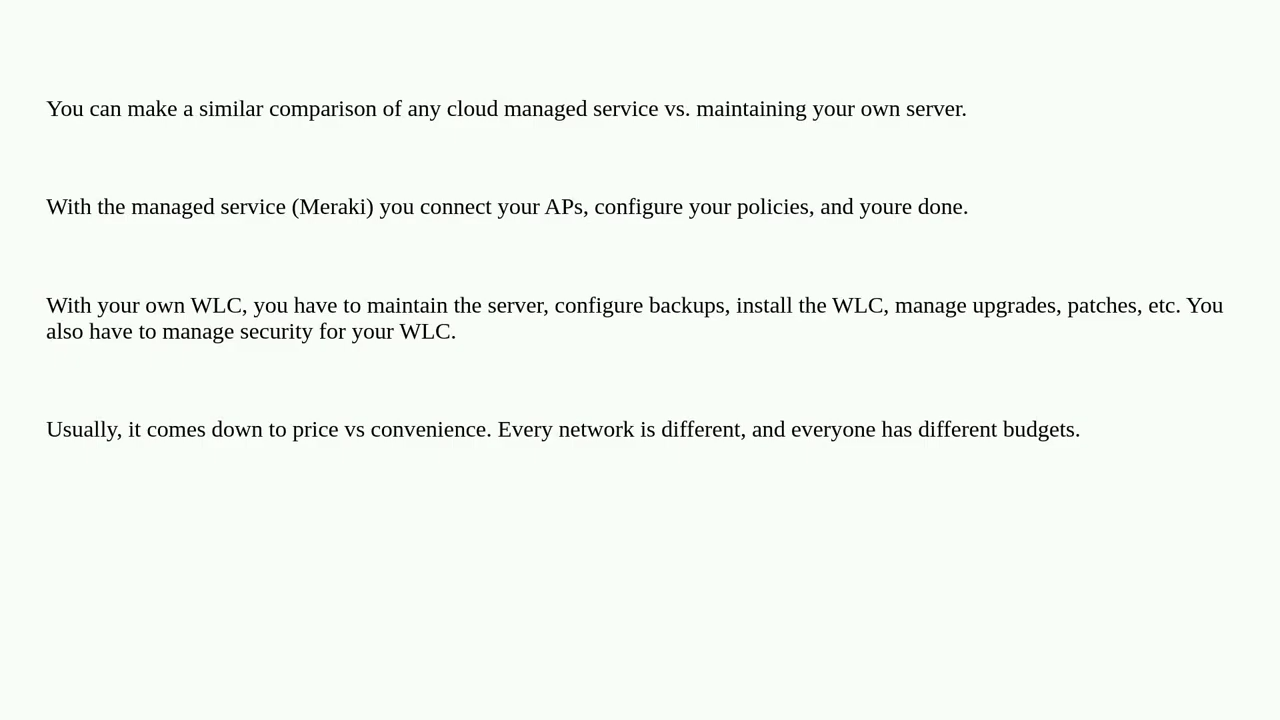 You can make a similar comparison of any cloud managed service vs. maintaining your own server.
With the managed service (Meraki) you connect your APs, configure your policies, and youre done.
With your own WLC, you have to maintain the server, configure backups, install the WLC, manage upgrades, patches, etc. You
also have to manage security for your WLC.
Usually, it comes down to price vs convenience. Every network is different, and everyone has different budgets.